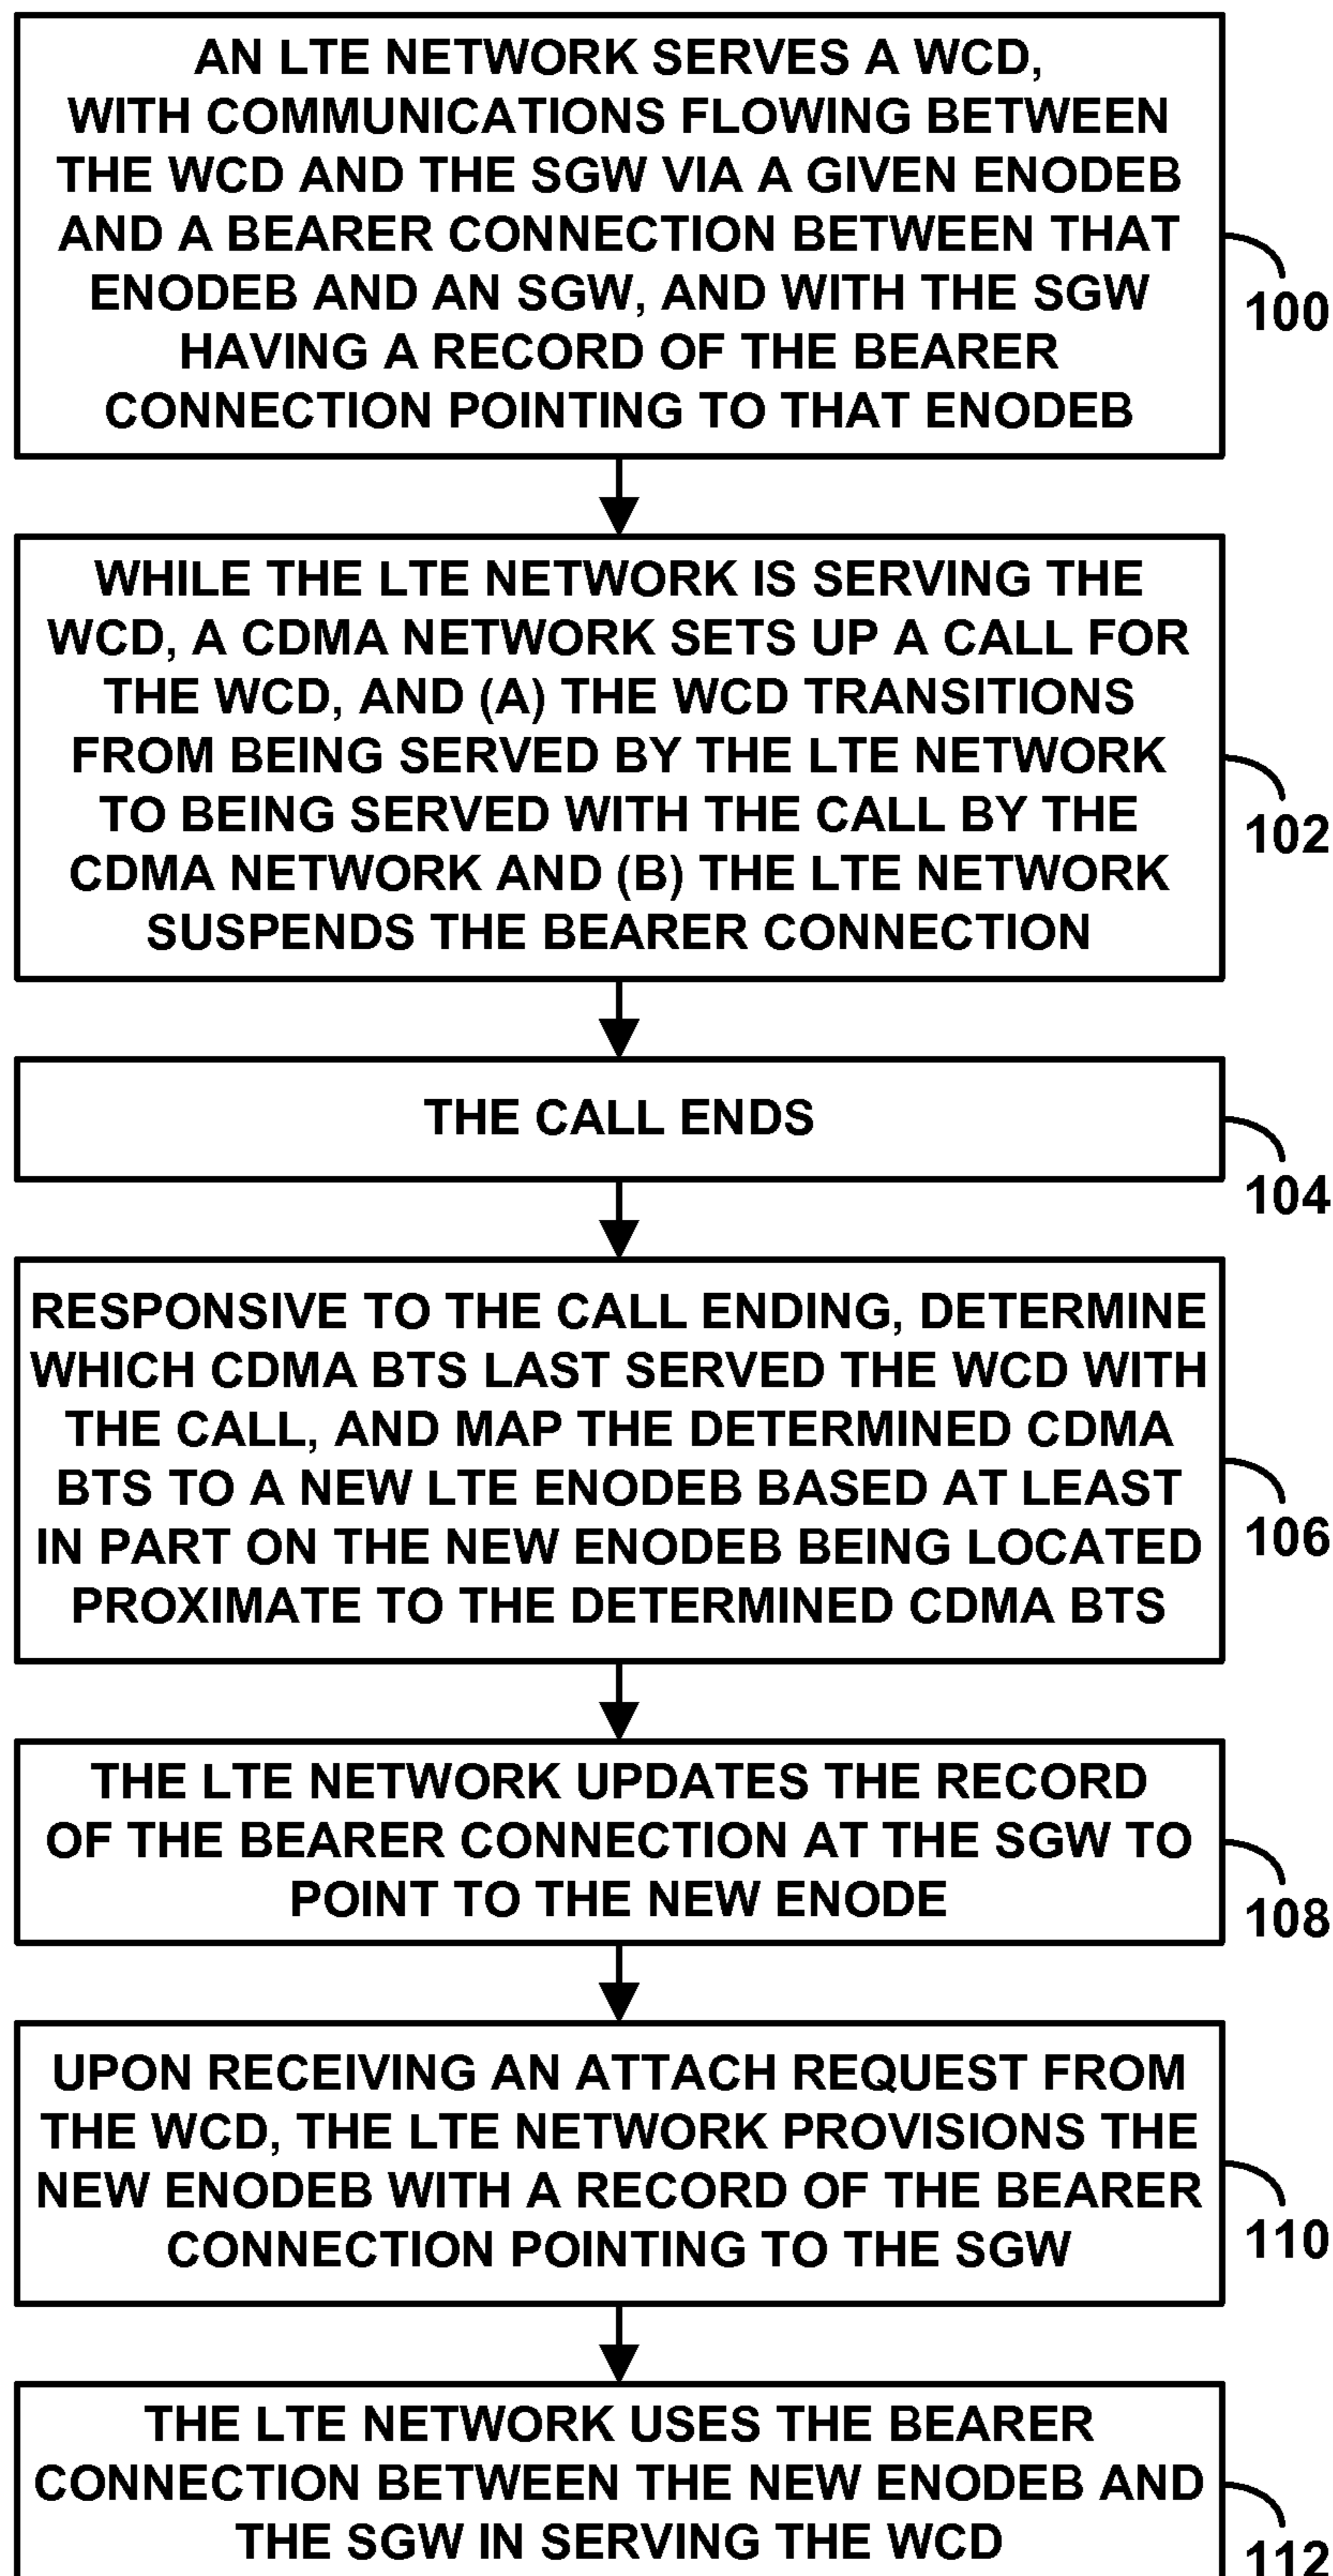 AN LTE NETWORK SERVES A WCD,
WITH COMMUNICATIONS FLOWING BETWEEN
THE WCD AND THE SGW VIA A GIVEN ENODEB
AND A BEARER CONNECTION BETWEEN THAT
ENODEB AND AN SGW, AND WITH THE SGW
HAVING A RECORD OF THE BEARER
CONNECTION POINTING TO THAT ENODEB
100
WHILE THE LTE NETWORK IS SERVING THE
WCD, A CDMA NETWORK SETS UP A CALL FOR
THE WCD, AND (A) THE WCD TRANSITIONS
FROM BEING SERVED BY THE LTE NETWORK
TO BEING SERVED WITH THE CALL BY THE
CDMA NETWORK AND (B) THE LTE NETWORK
SUSPENDS THE BEARER CONNECTION
102
THE CALL ENDS
104
RESPONSIVE TO THE CALL ENDING, DETERMINE
WHICH CDMA BTS LAST SERVED THE WCD WITH
THE CALL, AND MAP THE DETERMINED CDMA
BTS TO A NEW LTE ENODEB BASED AT LEAST
IN PART ON THE NEW ENODEB BEING LOCATED
PROXIMATE TO THE DETERMINED CDMA BTS
106
THE LTE NETWORK UPDATES THE RECORD
OF THE BEARER CONNECTION AT THE SGW TO
POINT TO THE NEW ENODE
108
UPON RECEIVING AN ATTACH REQUEST FROM
THE WCD, THE LTE NETWORK PROVISIONS THE
NEW ENODEB WITH A RECORD OF THE BEARER
CONNECTION POINTING TO THE SGW
110
THE LTE NETWORK USES THE BEARER
CONNECTION BETWEEN THE NEW ENODEB AND
THE SGW IN SERVING THE WCD
112